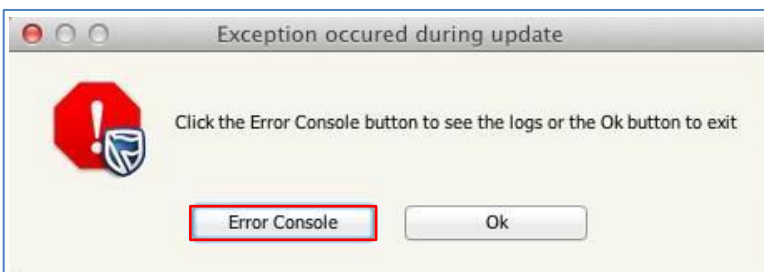 Exception occured during update
Click the Error Console button to see the logs or the Ok button to exit
Error Console
Ok